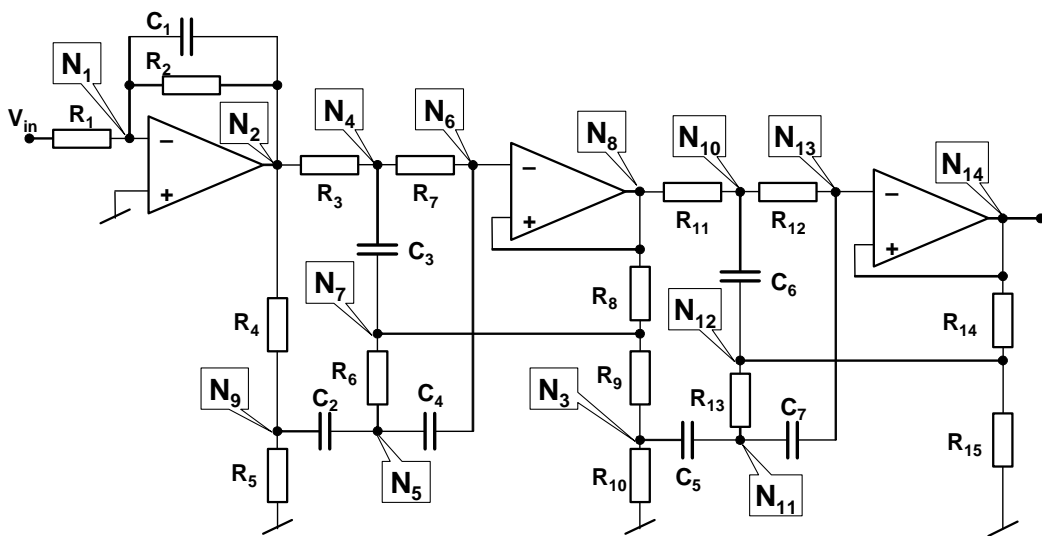 C1
R2
N1
Vin
R1
−
+
N2
N4
N6
R3
R7
C3
−
+
N8
N10
N13
R11
R12
C6
−
+
N14
N7
R4
R8
N12
R14
R6
R9
R13
N9
C2
C4
N3
C7
R15
R5
N5
R10
C5
N11